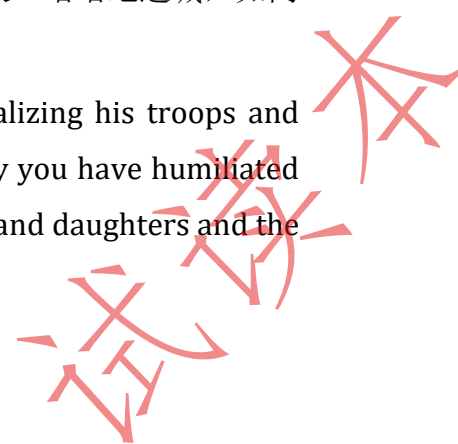 alizing his troops and
y you have humiliated
and daughters and the
试读本